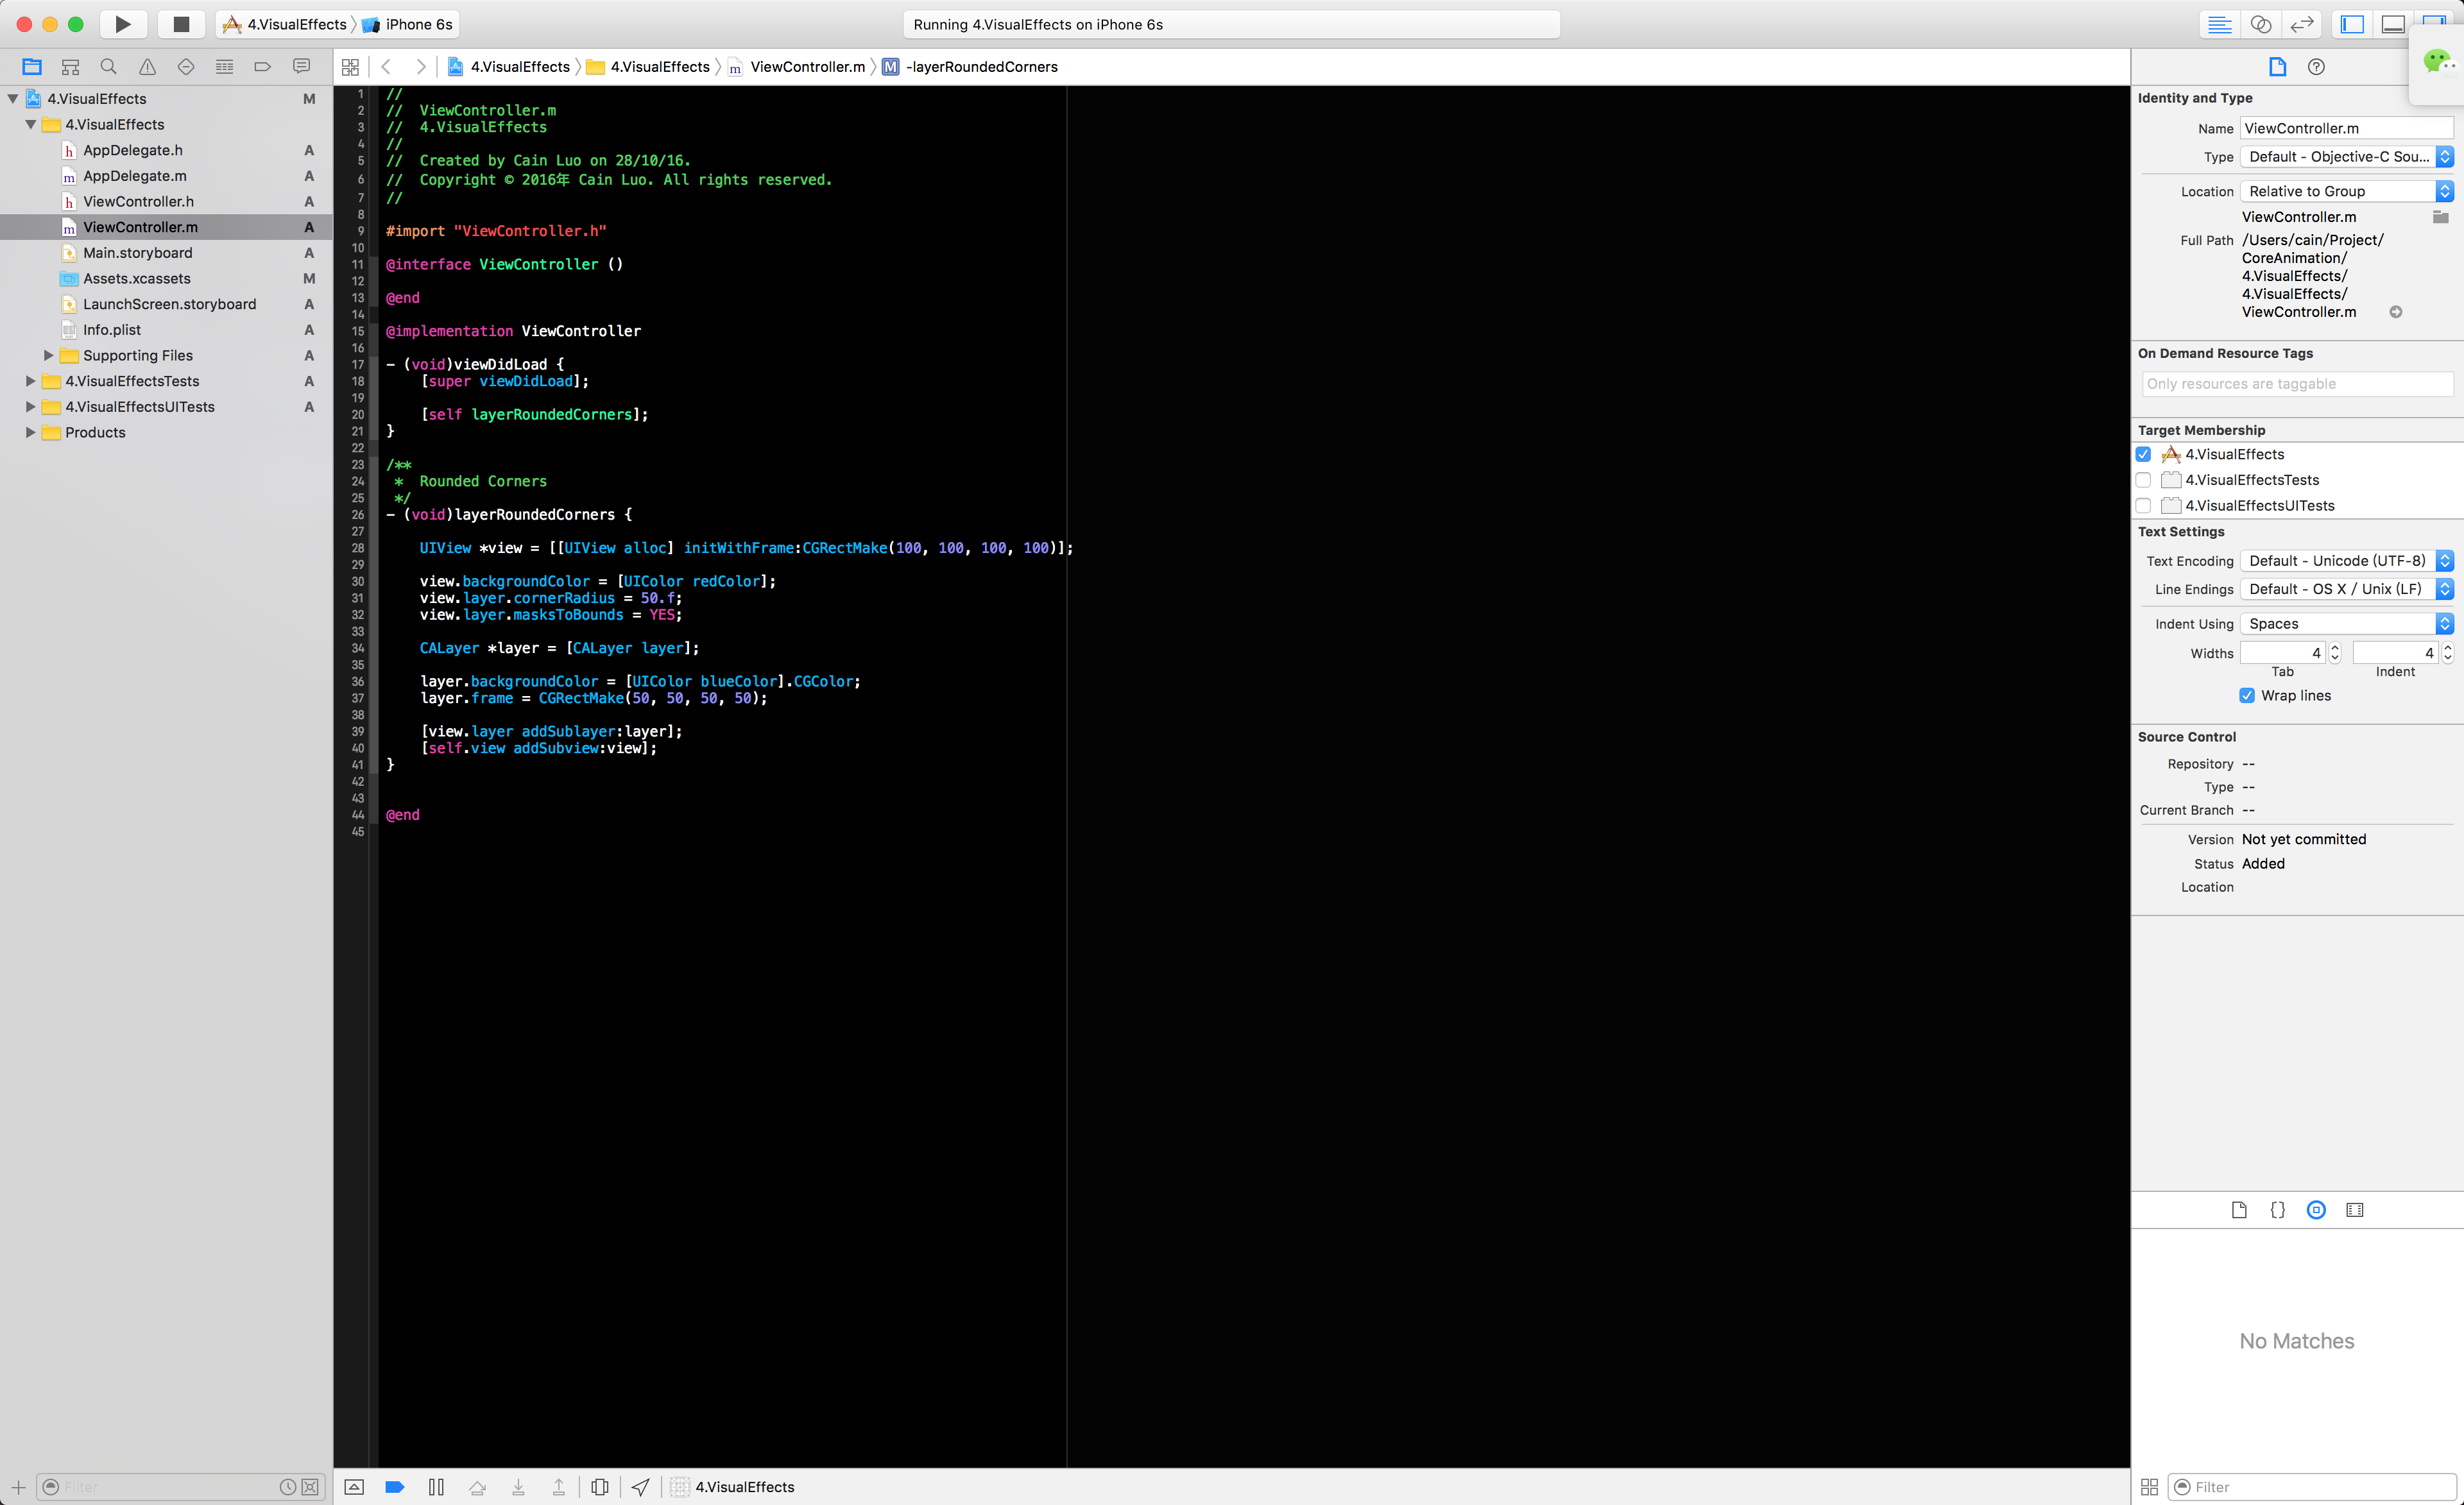 4.VisualEffects 〉 iPhone 6s
Running 4.VisualEffects on iPhone 6s
4.VisualEffects 〉 4.VisualEffects 〉 m ViewController.m 〉 M -layerRoundedCorners
4.VisualEffects M
4.VisualEffects
h AppDelegate.h A
m AppDelegate.m A
h ViewController.h A
m ViewController.m A
Main.storyboard A
Assets.xcassets M
LaunchScreen.storyboard A
Info.plist A
Supporting Files A
4.VisualEffectsTests A
4.VisualEffectsUITests A
Products
Filter
1 //
2 //  ViewController.m
3 //  4.VisualEffects
4 //
5 //  Created by Cain Luo on 28/10/16.
6 //  Copyright © 2016年 Cain Luo. All rights reserved.
7 //
8
9 #import "ViewController.h"
10
11 @interface ViewController ()
12
13 @end
14
15 @implementation ViewController
16
17 - (void)viewDidLoad {
18     [super viewDidLoad];
19
20     [self layerRoundedCorners];
21 }
22
23 /**
24  *  Rounded Corners
25  */
26 - (void)layerRoundedCorners {
27
28     UIView *view = [[UIView alloc] initWithFrame:CGRectMake(100, 100, 100, 100)];
29
30     view.backgroundColor = [UIColor redColor];
31     view.layer.cornerRadius = 50.f;
32     view.layer.masksToBounds = YES;
33
34     CALayer *layer = [CALayer layer];
35
36     layer.backgroundColor = [UIColor blueColor].CGColor;
37     layer.frame = CGRectMake(50, 50, 50, 50);
38
39     [view.layer addSublayer:layer];
40     [self.view addSubview:view];
41 }
42
43
44 @end
45
4.VisualEffects
Identity and Type
Name ViewController.m
Type Default - Objective-C Sou...
Location Relative to Group
ViewController.m
Full Path /Users/cain/Project/
CoreAnimation/
4.VisualEffects/
4.VisualEffects/
ViewController.m
On Demand Resource Tags
Only resources are taggable
Target Membership
4.VisualEffects
4.VisualEffectsTests
4.VisualEffectsUITests
Text Settings
Text Encoding Default - Unicode (UTF-8)
Line Endings Default - OS X / Unix (LF)
Indent Using Spaces
Widths 4 4
Tab Indent
Wrap lines
Source Control
Repository --
Type --
Current Branch --
Version Not yet committed
Status Added
Location
{}
No Matches
Filter